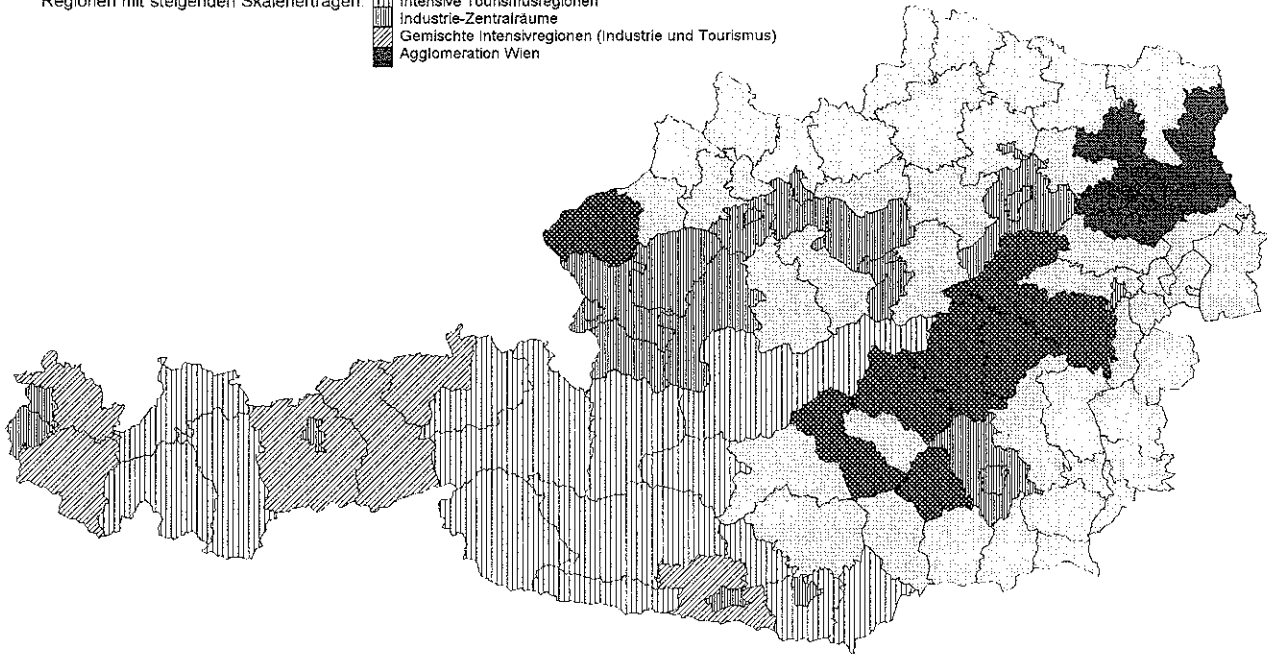 Regionen mit steigenden Skalenerträgen: Intensive Tourismusregionen
Industrie-Zentralräume
Gemischte Intensivregionen (Industrie und Tourismus)
Agglomeration Wien